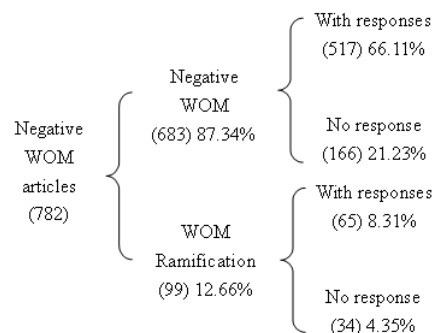 Negative
WOM
articles
(782)
Negative
WOM
(683) 87.34%
With responses
(517) 66.11%
No response
(166) 21.23%
WOM
Ramification
(99) 12.66%
With responses
(65) 8.31%
No response
(34) 4.35%